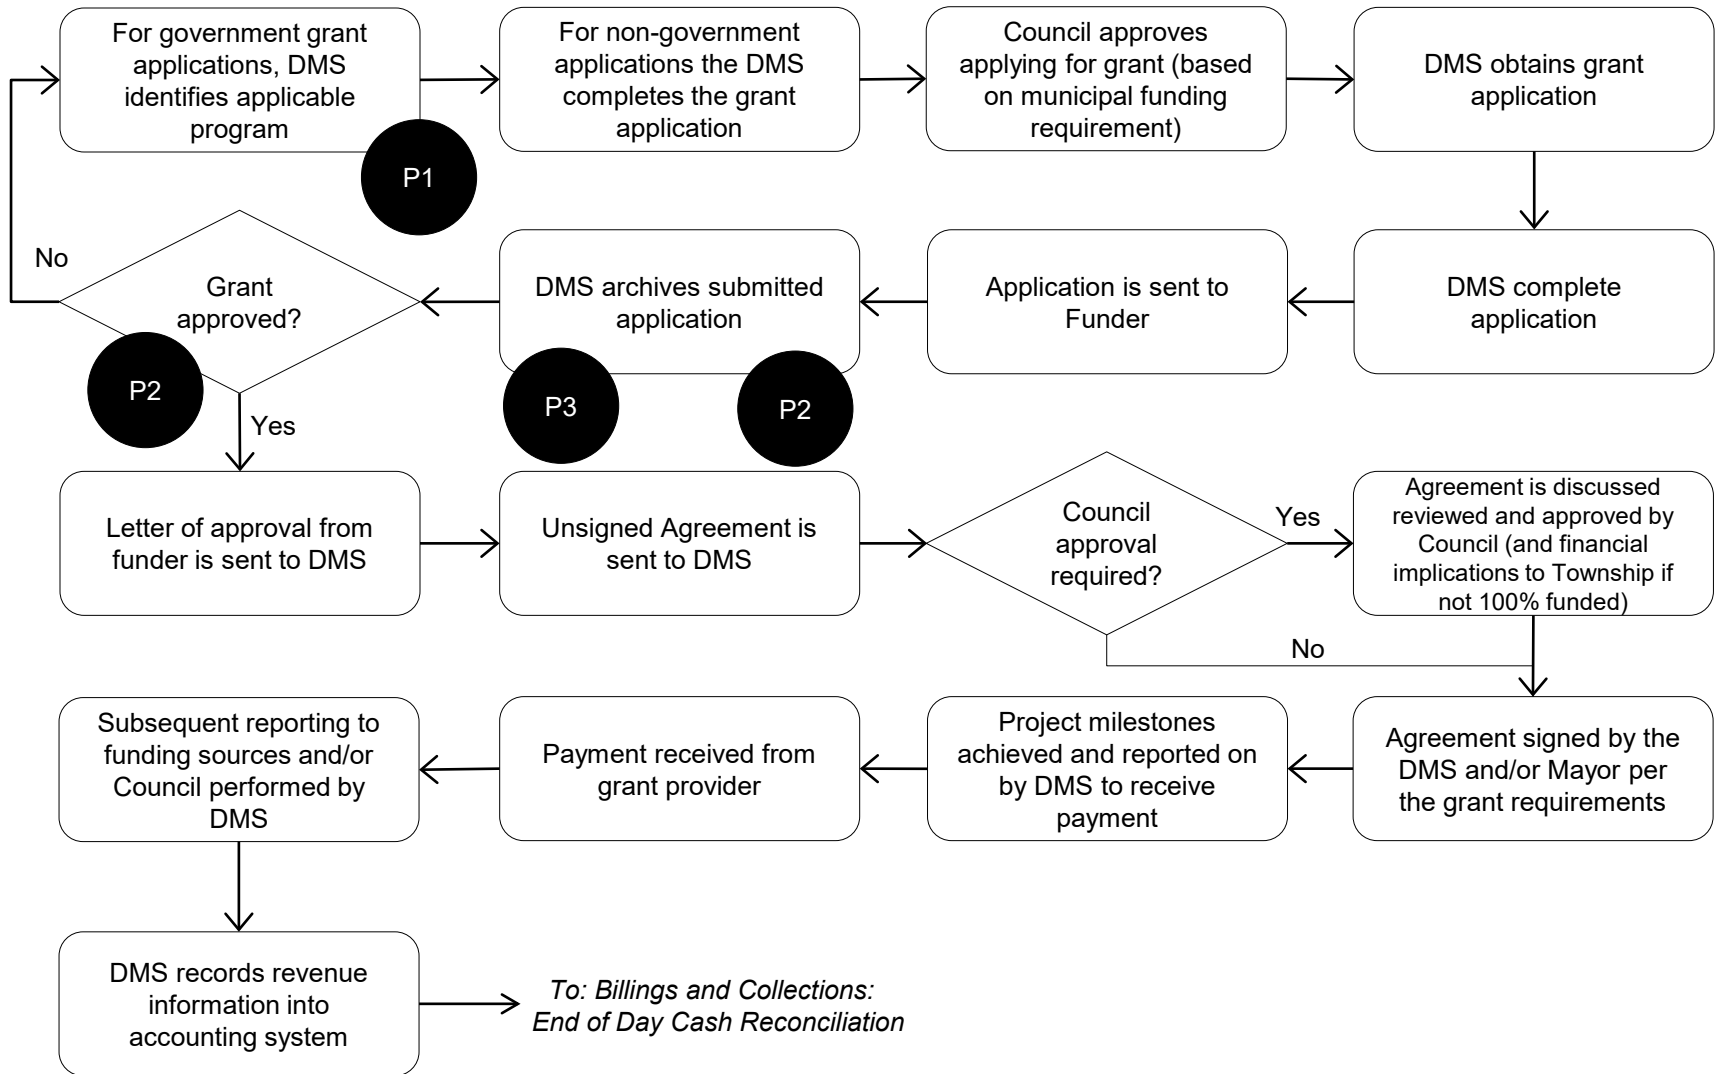 For government grant
applications, DMS
identifies applicable
program
For non-government
applications the DMS
completes the grant
application
Council approves
applying for grant (based
on municipal funding
requirement)
DMS obtains grant
application
P1
No
Grant
approved?
DMS archives submitted
application
Application is sent to
Funder
DMS complete
application
P2
P3
P2
Yes
Letter of approval from
funder is sent to DMS
Unsigned Agreement is
sent to DMS
Council
approval
required?
Yes
Agreement is discussed
reviewed and approved by
Council (and financial
implications to Township if
not 100% funded)
No
Subsequent reporting to
funding sources and/or
Council performed by
DMS
Payment received from
grant provider
Project milestones
achieved and reported on
by DMS to receive
payment
Agreement signed by the
DMS and/or Mayor per
the grant requirements
DMS records revenue
information into
accounting system
To: Billings and Collections:
End of Day Cash Reconciliation